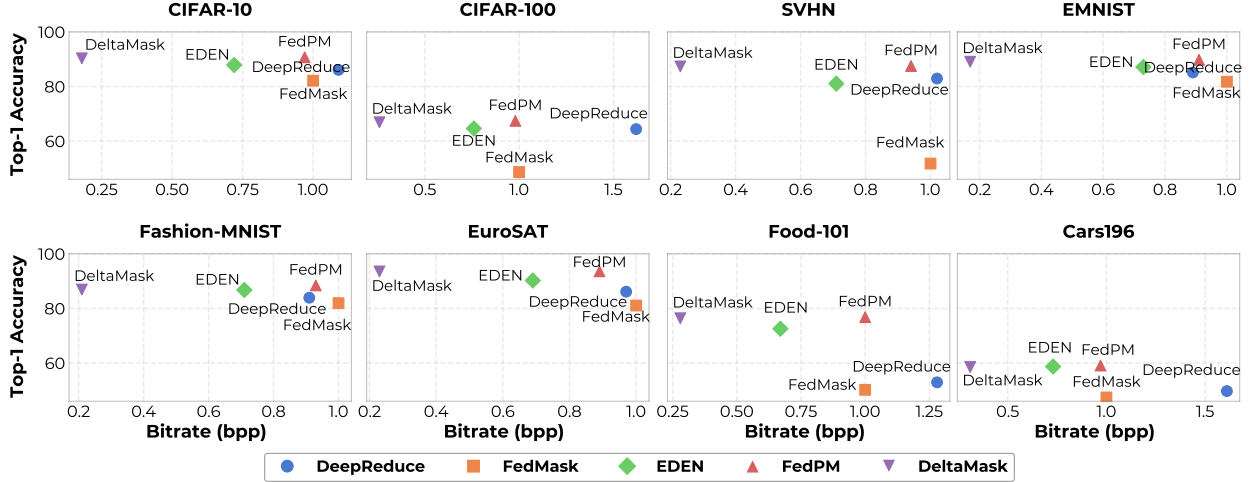 CIFAR-10
CIFAR-100
SVHN
EMNIST
Top-1 Accuracy
100
80
60
DeltaMask
EDEN
FedPM
DeepReduce
FedMask
0.25
0.50
0.75
1.00
DeltaMask
FedPM
DeepReduce
EDEN
FedMask
0.5
1.0
1.5
DeltaMask
FedPM
EDEN
DeepReduce
FedMask
0.2
0.4
0.6
0.8
1.0
DeltaMask
FedPM
EDEN
DeepReduce
FedMask
0.2
0.4
0.6
0.8
1.0
Fashion-MNIST
EuroSAT
Food-101
Cars196
Top-1 Accuracy
100
80
60
DeltaMask
FedPM
EDEN
DeepReduce
FedMask
0.2
0.4
0.6
0.8
1.0
Bitrate (bpp)
FedPM
EDEN
DeltaMask
DeepReduce
FedMask
0.2
0.4
0.6
0.8
1.0
Bitrate (bpp)
DeltaMask
FedPM
EDEN
DeepReduce
FedMask
0.25
0.50
0.75
1.00
1.25
Bitrate (bpp)
EDEN
FedPM
DeepReduce
DeltaMask
FedMask
0.5
1.0
1.5
Bitrate (bpp)
DeepReduce
FedMask
EDEN
FedPM
DeltaMask